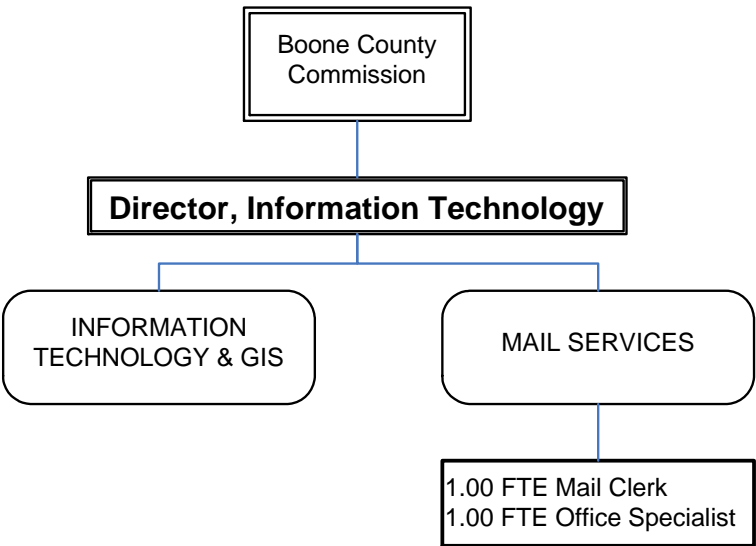 Boone County
Commission
Director, Information Technology
INFORMATION
TECHNOLOGY & GIS
MAIL SERVICES
1.00 FTE Mail Clerk
1.00 FTE Office Specialist